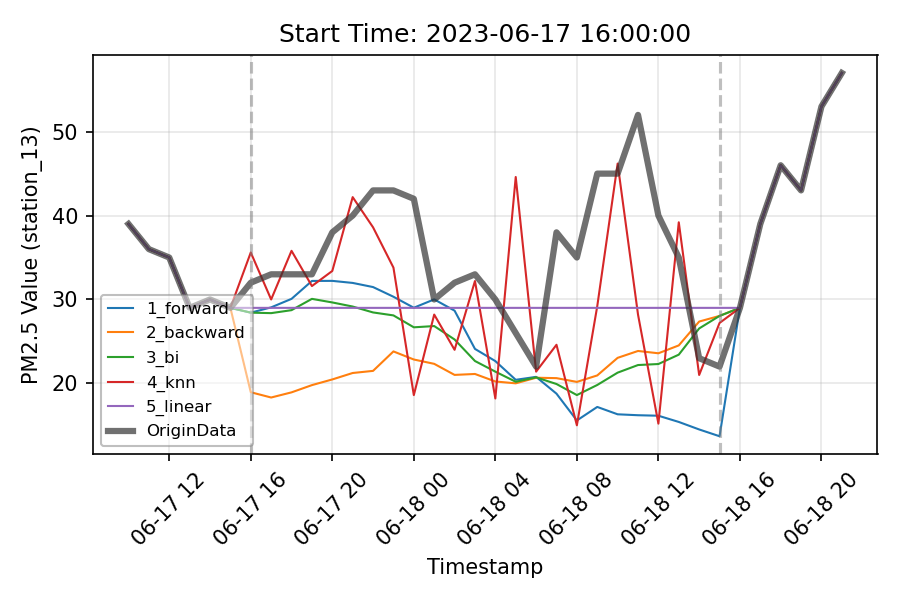 Start Time: 2023-06-17 16:00:00
PM2.5 Value (station_13)
50
40
30
20
1_forward
2_backward
3_bi
4_knn
5_linear
OriginData
06-17 12
06-17 16
06-17 20
06-18 00
06-18 04
06-18 08
06-18 12
06-18 16
06-18 20
Timestamp